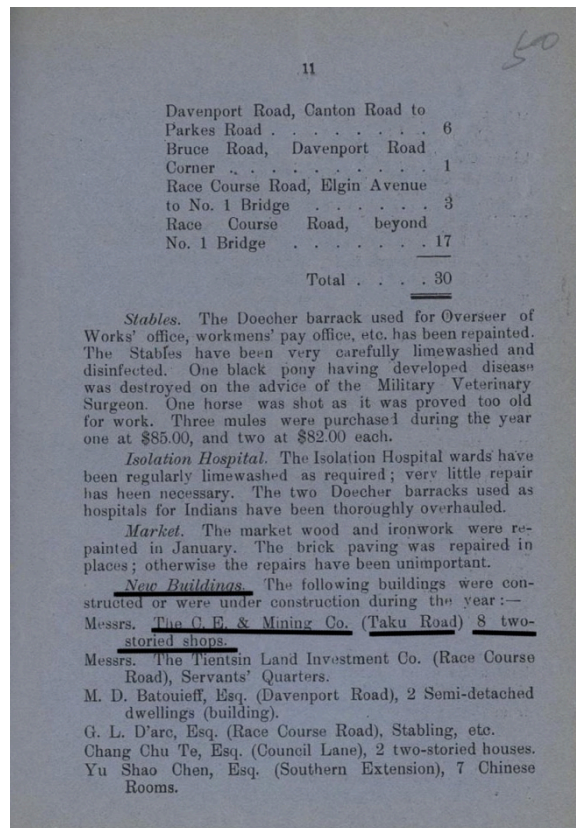 50
11
Davenport Road, Canton Road to
Parkes Road . . . . . . . . 6
Bruce Road, Davenport Road
Corner . . . . . . . . . . 1
Race Course Road, Elgin Avenue
to No. 1 Bridge . . . . . . 3
Race Course Road, beyond
No. 1 Bridge . . . . . . . 17
Total . . . . 30
Stables. The Doecher barrack used for Overseer of
Works' office, workmens' pay office, etc. has been repainted.
The Stables have been very carefully limewashed and
disinfected. One black pony having developed disease
was destroyed on the advice of the Military Veterinary
Surgeon. One horse was shot as it was proved too old
for work. Three mules were purchased during the year
one at $85.00, and two at $82.00 each.
Isolation Hospital. The Isolation Hospital wards have
been regularly limewashed as required; very little repair
has heen necessary. The two Doecher barracks used as
hospitals for Indians have been thoroughly overhauled.
Market. The market wood and ironwork were re-
painted in January. The brick paving was repaired in
places; otherwise the repairs have been unimportant.
New Buildings. The following buildings were con-
structed or were under construction during the year:—
Messrs. The C. E. & Mining Co. (Taku Road) 8 two-
storied shops.
Messrs. The Tientsin Land Investment Co. (Race Course
Road), Servants' Quarters.
M. D. Batouieff, Esq. (Davenport Road), 2 Semi-detached
dwellings (building).
G. L. D'arc, Esq. (Race Course Road), Stabling, etc.
Chang Chu Te, Esq. (Council Lane), 2 two-storied houses.
Yu Shao Chen, Esq. (Southern Extension), 7 Chinese
Rooms.